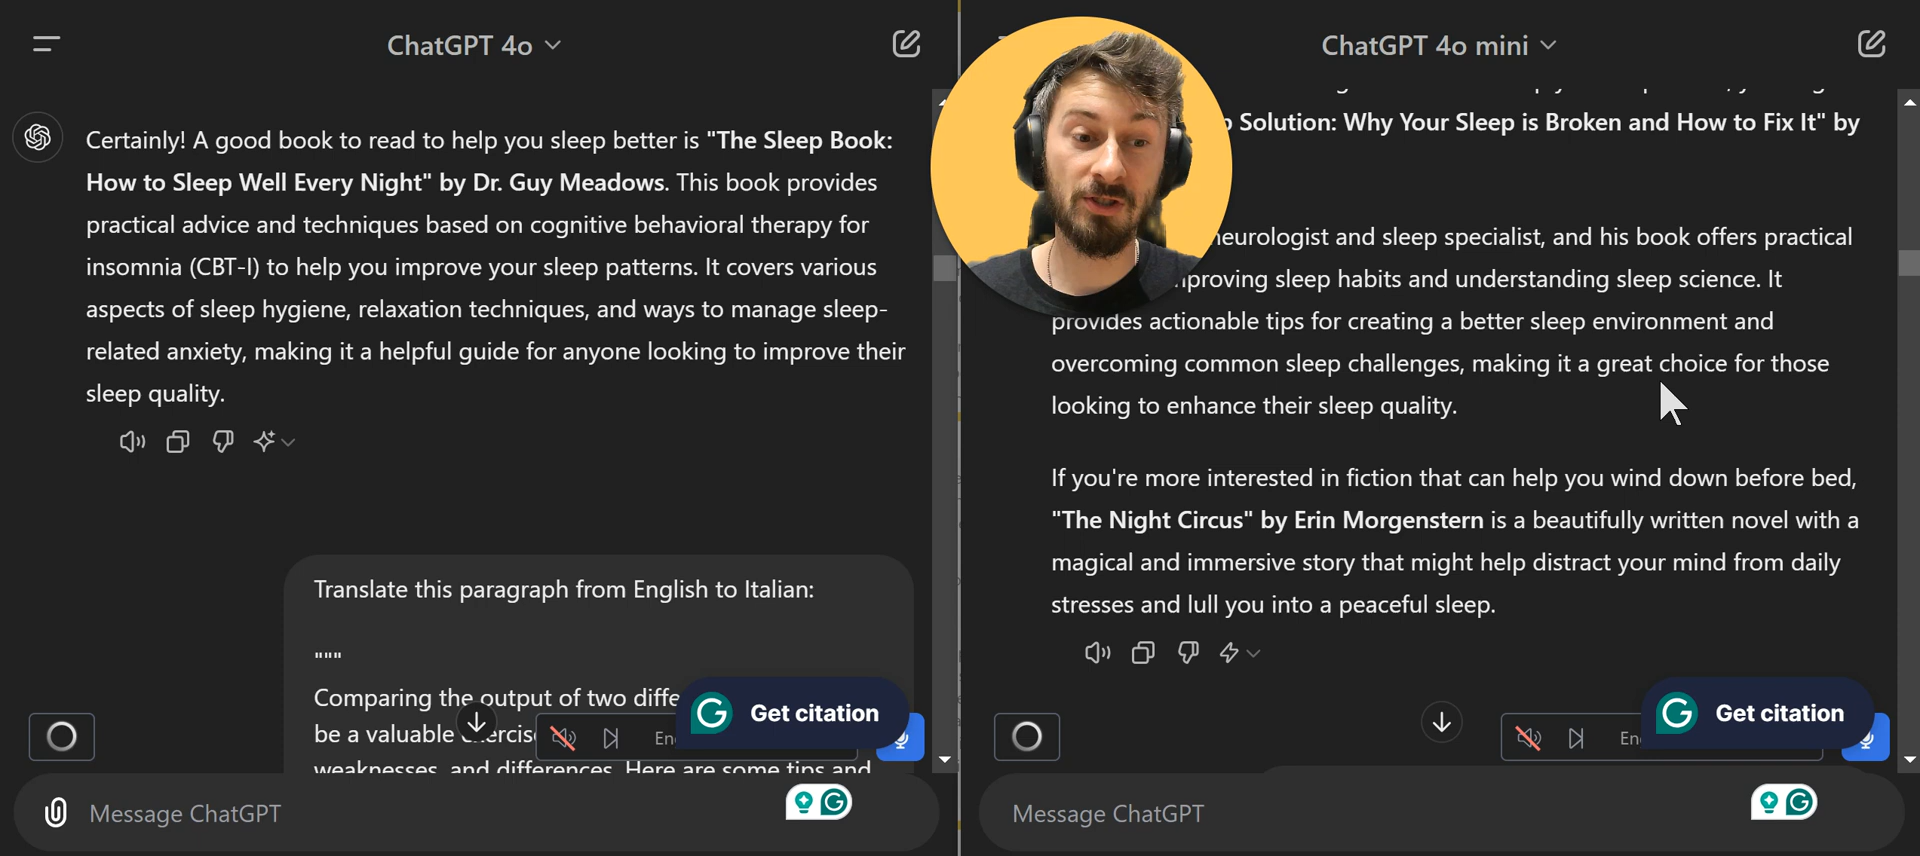 ChatGPT 4o
Certainly! A good book to read to help you sleep better is "The Sleep Book:
How to Sleep Well Every Night" by Dr. Guy Meadows. This book provides
practical advice and techniques based on cognitive behavioral therapy for
insomnia (CBT-I) to help you improve your sleep patterns. It covers various
aspects of sleep hygiene, relaxation techniques, and ways to manage sleep-
related anxiety, making it a helpful guide for anyone looking to improve their
sleep quality.
Translate this paragraph from English to Italian:
"""
Comparing the output of two diffe
be a valuable
weaknesses, and differences. Here are some tips and
Get citation
Message ChatGPT
ChatGPT 4o mini
Solution: Why Your Sleep is Broken and How to Fix It" by
neurologist and sleep specialist, and his book offers practical
improving sleep habits and understanding sleep science. It
provides actionable tips for creating a better sleep environment and
overcoming common sleep challenges, making it a great choice for those
looking to enhance their sleep quality.
If you're more interested in fiction that can help you wind down before bed,
"The Night Circus" by Erin Morgenstern is a beautifully written novel with a
magical and immersive story that might help distract your mind from daily
stresses and lull you into a peaceful sleep.
Get citation
Message ChatGPT